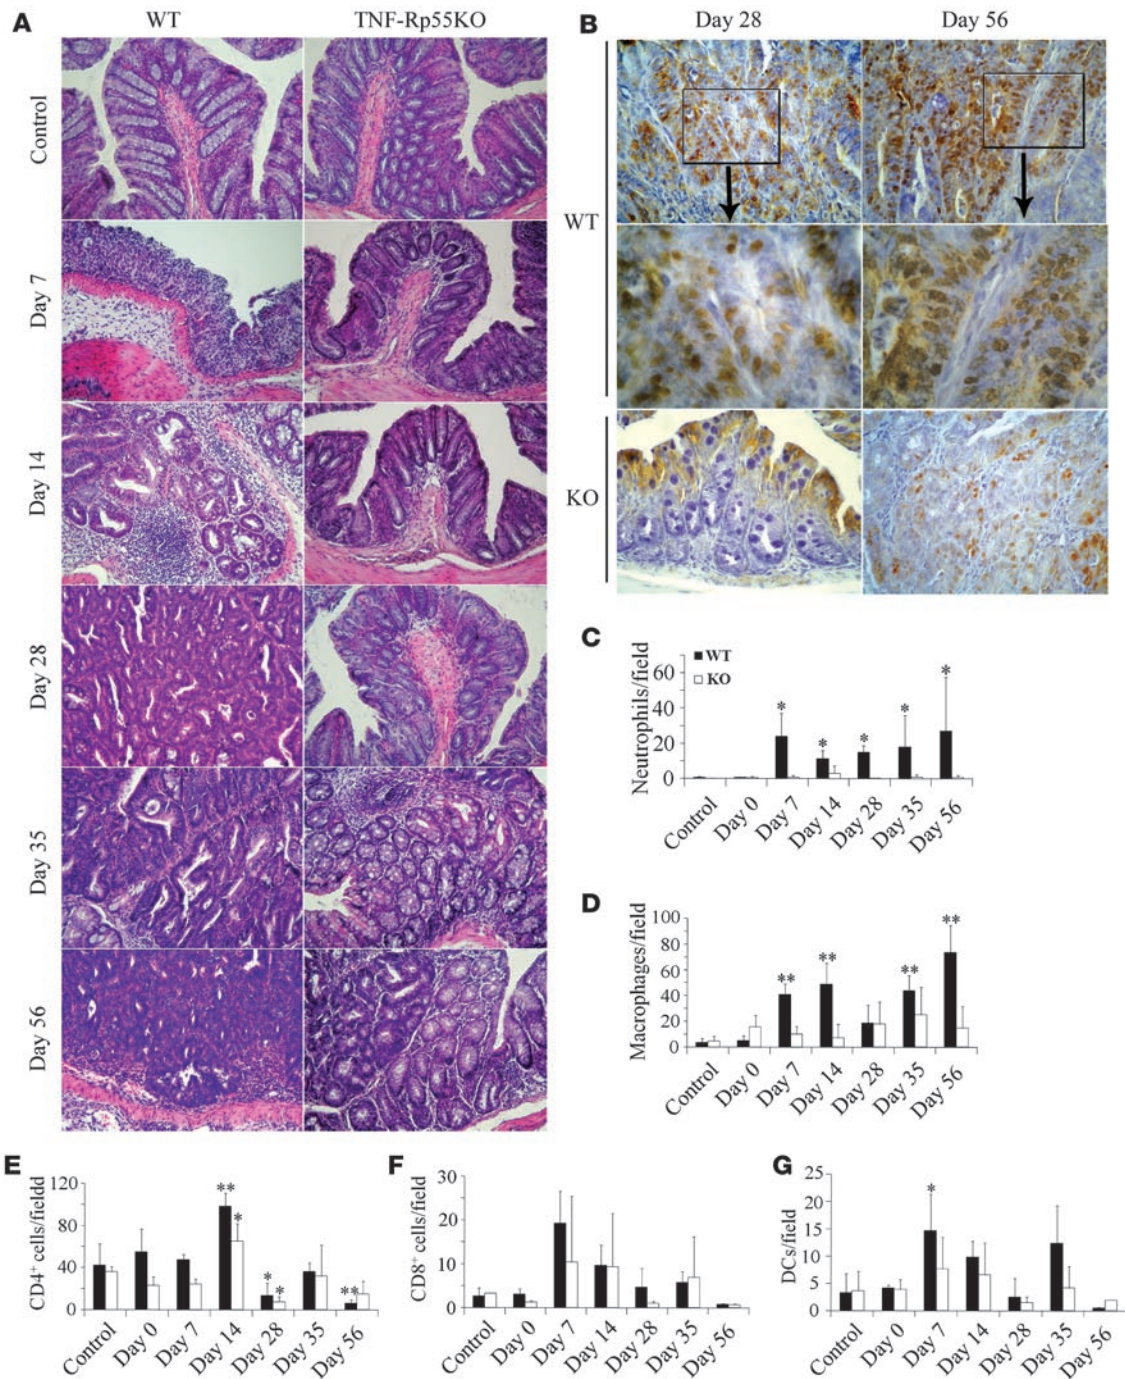 A
WT
TNF-Rp55KO
Control
Day 7
Day 14
Day 28
Day 35
Day 56
B
Day 28
Day 56
WT
KO
C
Neutrophils/field
60
40
20
0
WT
KO
*
*
*
*
*
Control
Day 0
Day 7
Day 14
Day 28
Day 35
Day 56
D
Macrophages/field
100
80
60
40
20
0
**
**
**
**
Control
Day 0
Day 7
Day 14
Day 28
Day 35
Day 56
E
CD4+ cells/fieldd
120
80
40
0
**
*
*
*
**
Control
Day 0
Day 7
Day 14
Day 28
Day 35
Day 56
F
CD8+ cells/field
30
20
10
0
Control
Day 0
Day 7
Day 14
Day 28
Day 35
Day 56
G
DCs/field
25
20
15
10
5
0
*
Control
Day 0
Day 7
Day 14
Day 28
Day 35
Day 56